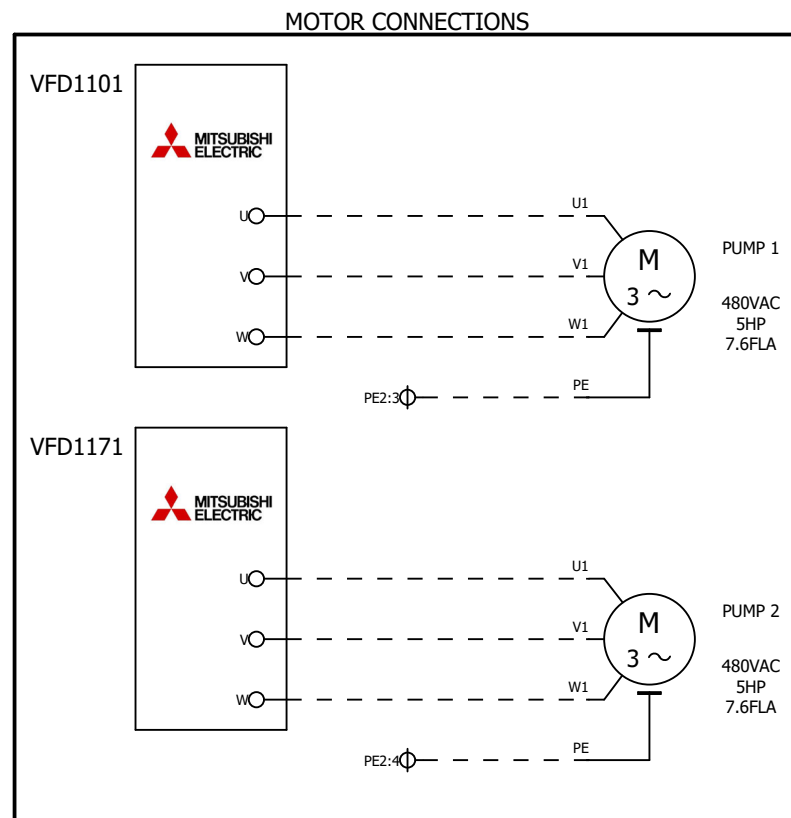 MOTOR CONNECTIONS
VFD1101
MITSUBISHI
ELECTRIC
U
U1
V
V1
W
W1
M
3
PUMP 1
480VAC
5HP
7.6FLA
PE2:3
PE
VFD1171
MITSUBISHI
ELECTRIC
U
U1
V
V1
W
W1
M
3
PUMP 2
480VAC
5HP
7.6FLA
PE2:4
PE